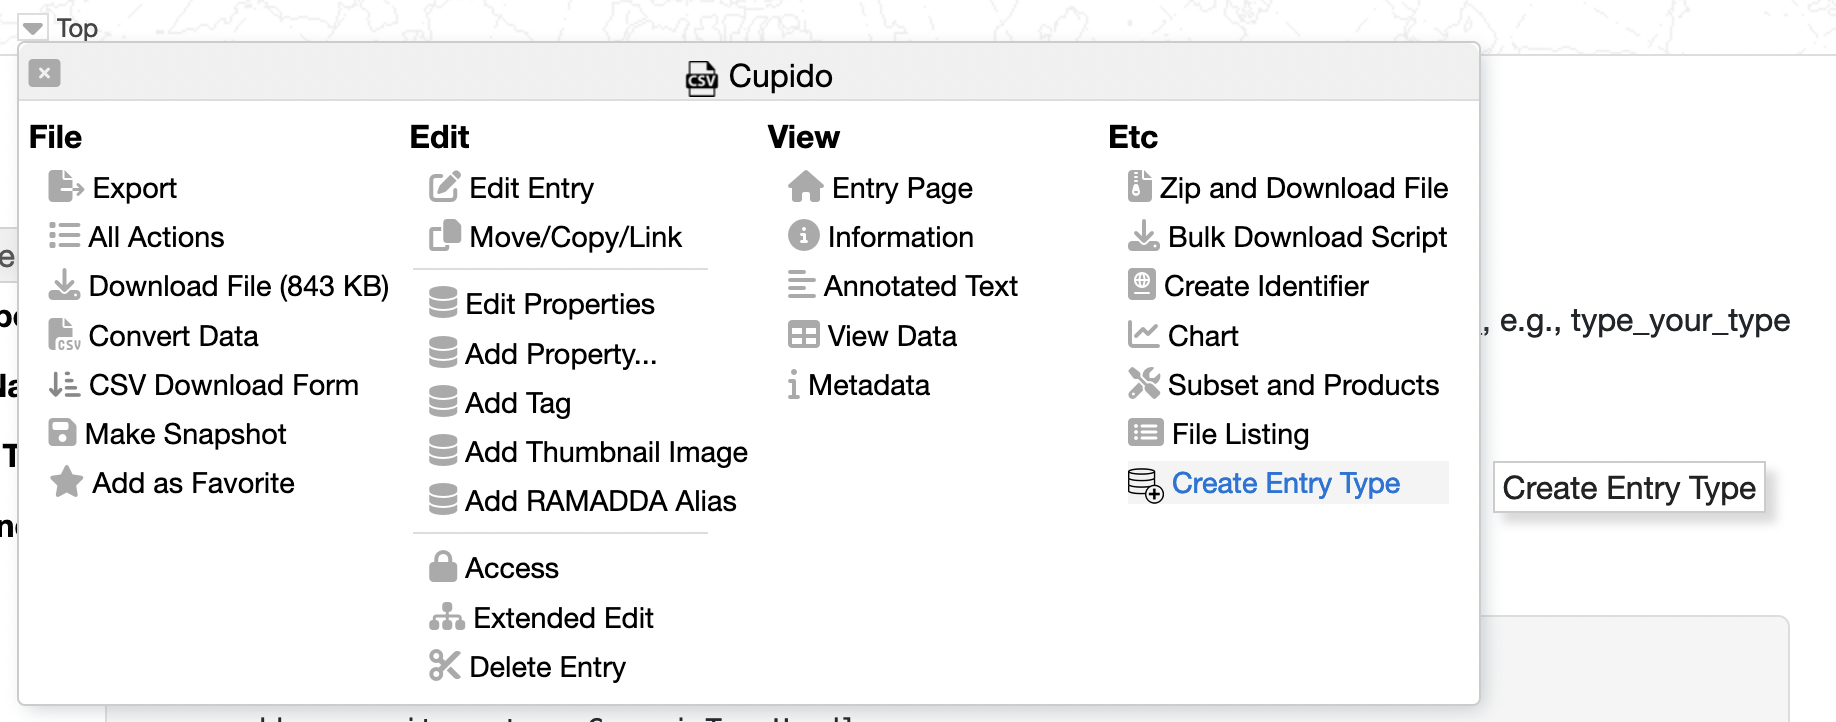 Top
Cupido
File
Export
All Actions
Download File (843 KB)
Convert Data
CSV Download Form
Make Snapshot
Add as Favorite
Edit
Edit Entry
Move/Copy/Link
Edit Properties
Add Property...
Add Tag
Add Thumbnail Image
Add RAMADDA Alias
Access
Extended Edit
Delete Entry
View
Entry Page
Information
Annotated Text
View Data
Metadata
Etc
Zip and Download File
Bulk Download Script
Create Identifier
Chart
Subset and Products
File Listing
Create Entry Type
, e.g., type_your_type
Create Entry Type